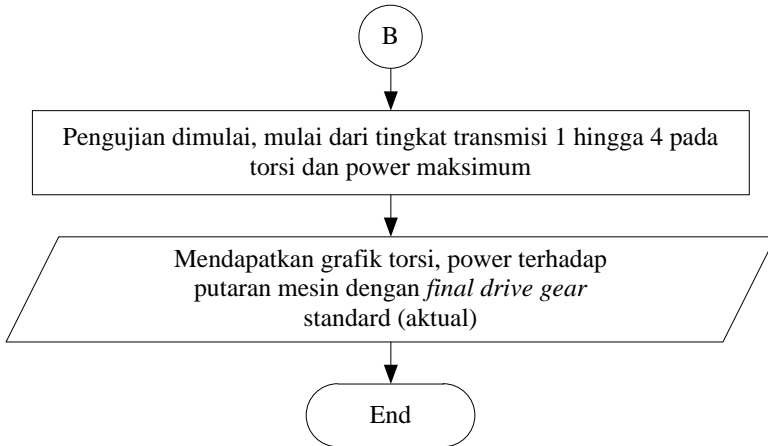 B
Pengujian dimulai, mulai dari tingkat transmisi 1 hingga 4 pada
torsi dan power maksimum
Mendapatkan grafik torsi, power terhadap
putaran mesin dengan final drive gear
standard (aktual)
End